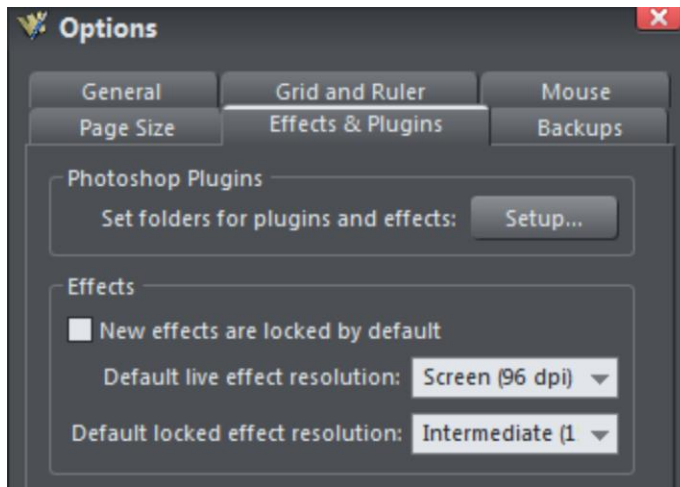 Options
General Grid and Ruler Mouse
Page Size Effects & Plugins Backups
Photoshop Plugins
Set folders for plugins and effects: Setup...
Effects
New effects are locked by default
Default live effect resolution: Screen (96 dpi)
Default locked effect resolution: Intermediate (1